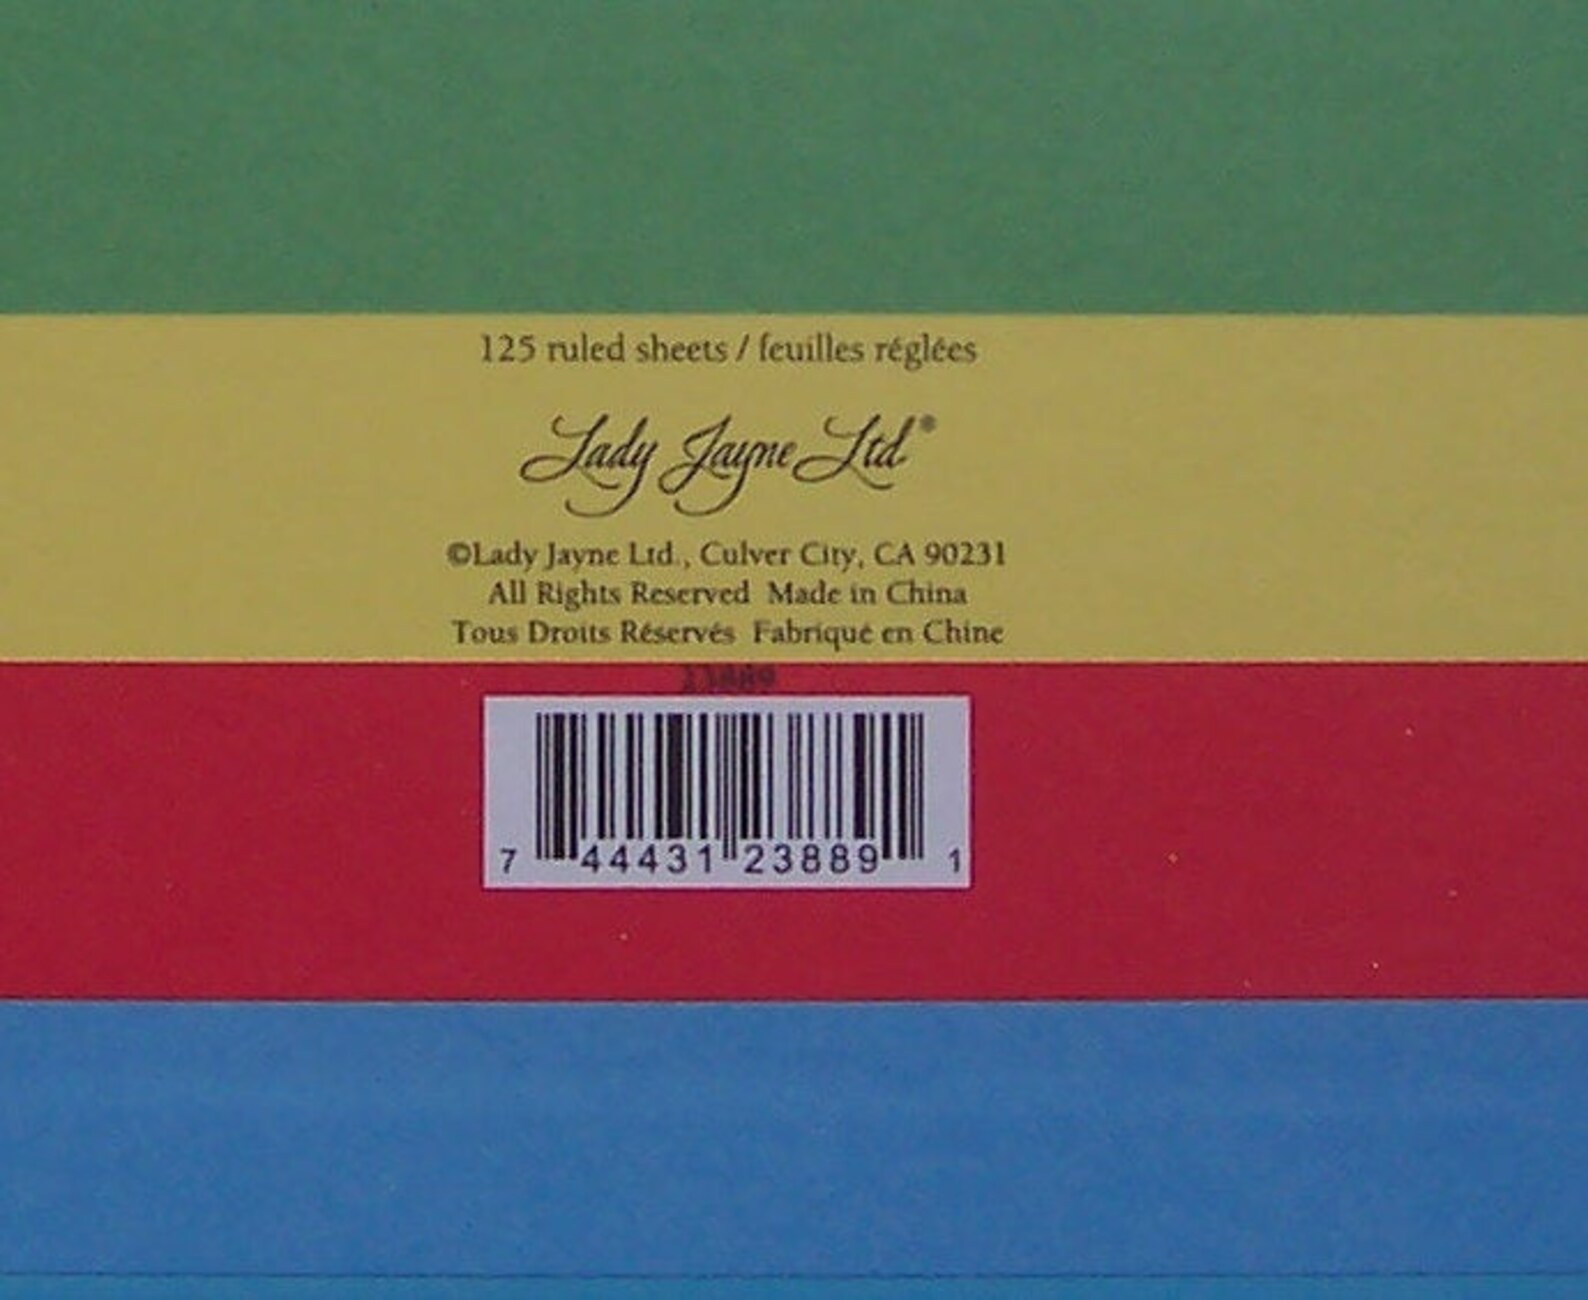 125 ruled sheets / feuilles réglées
Lady Jayne Ltd®
©Lady Jayne Ltd., Culver City, CA 90231
All Rights Reserved Made in China
Tous Droits Réservés Fabriqué en Chine
23889
7 44431 23889 1